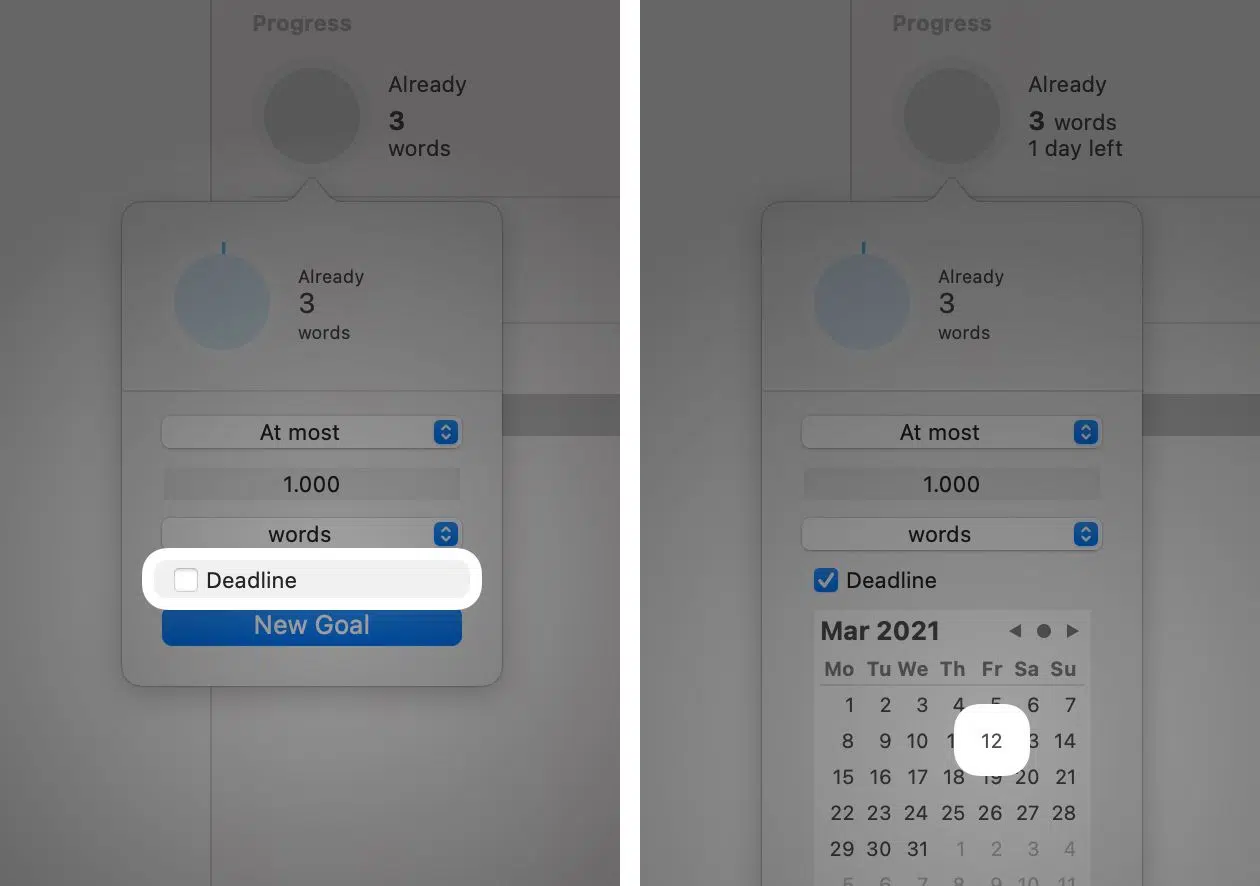 Progress
Already
3
words
Already
3
words
At most
1.000
words
Deadline
New Goal
Progress
Already
3 words
1 day left
Already
3
words
At most
1.000
words
Deadline
Mar 2021
Mo Tu We Th Fr Sa Su
1 2 3 4 5 6 7
8 9 10 12 14
15 16 17 18 19 20 21
22 23 24 25 26 27 28
29 30 31 1 2 3 4
5 6 7 8 9 10 11